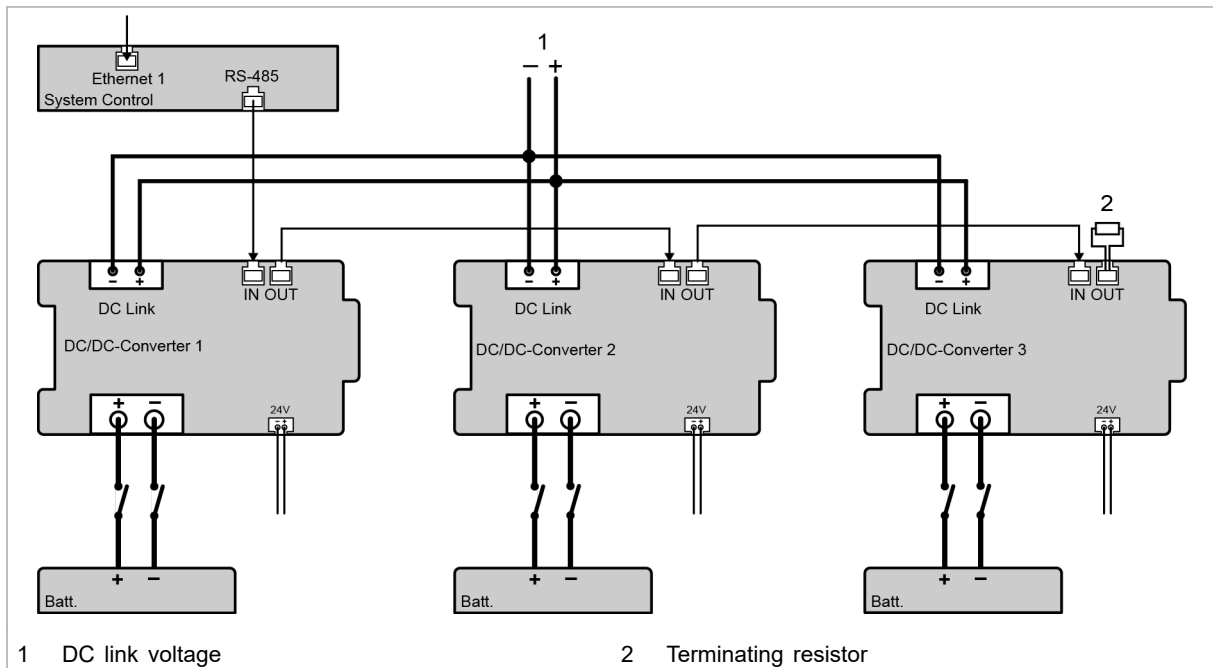 1
− +
Ethernet 1
RS-485
System Control
2
− +
IN OUT
DC Link
DC/DC-Converter 1
+ −
24V
− +
+ −
Batt.
− +
IN OUT
DC Link
DC/DC-Converter 2
+ −
24V
− +
+ −
Batt.
− +
IN OUT
DC Link
DC/DC-Converter 3
+ −
24V
− +
+ −
Batt.
1 DC link voltage
2 Terminating resistor